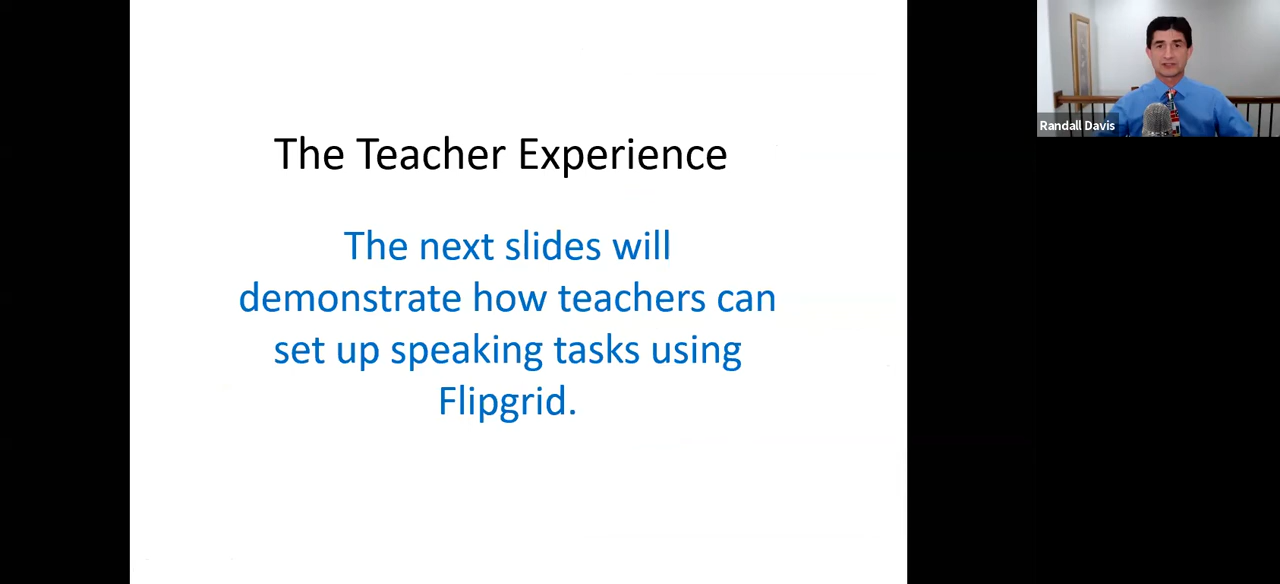 The Teacher Experience
The next slides will
demonstrate how teachers can
set up speaking tasks using
Flipgrid.
Randall Davis